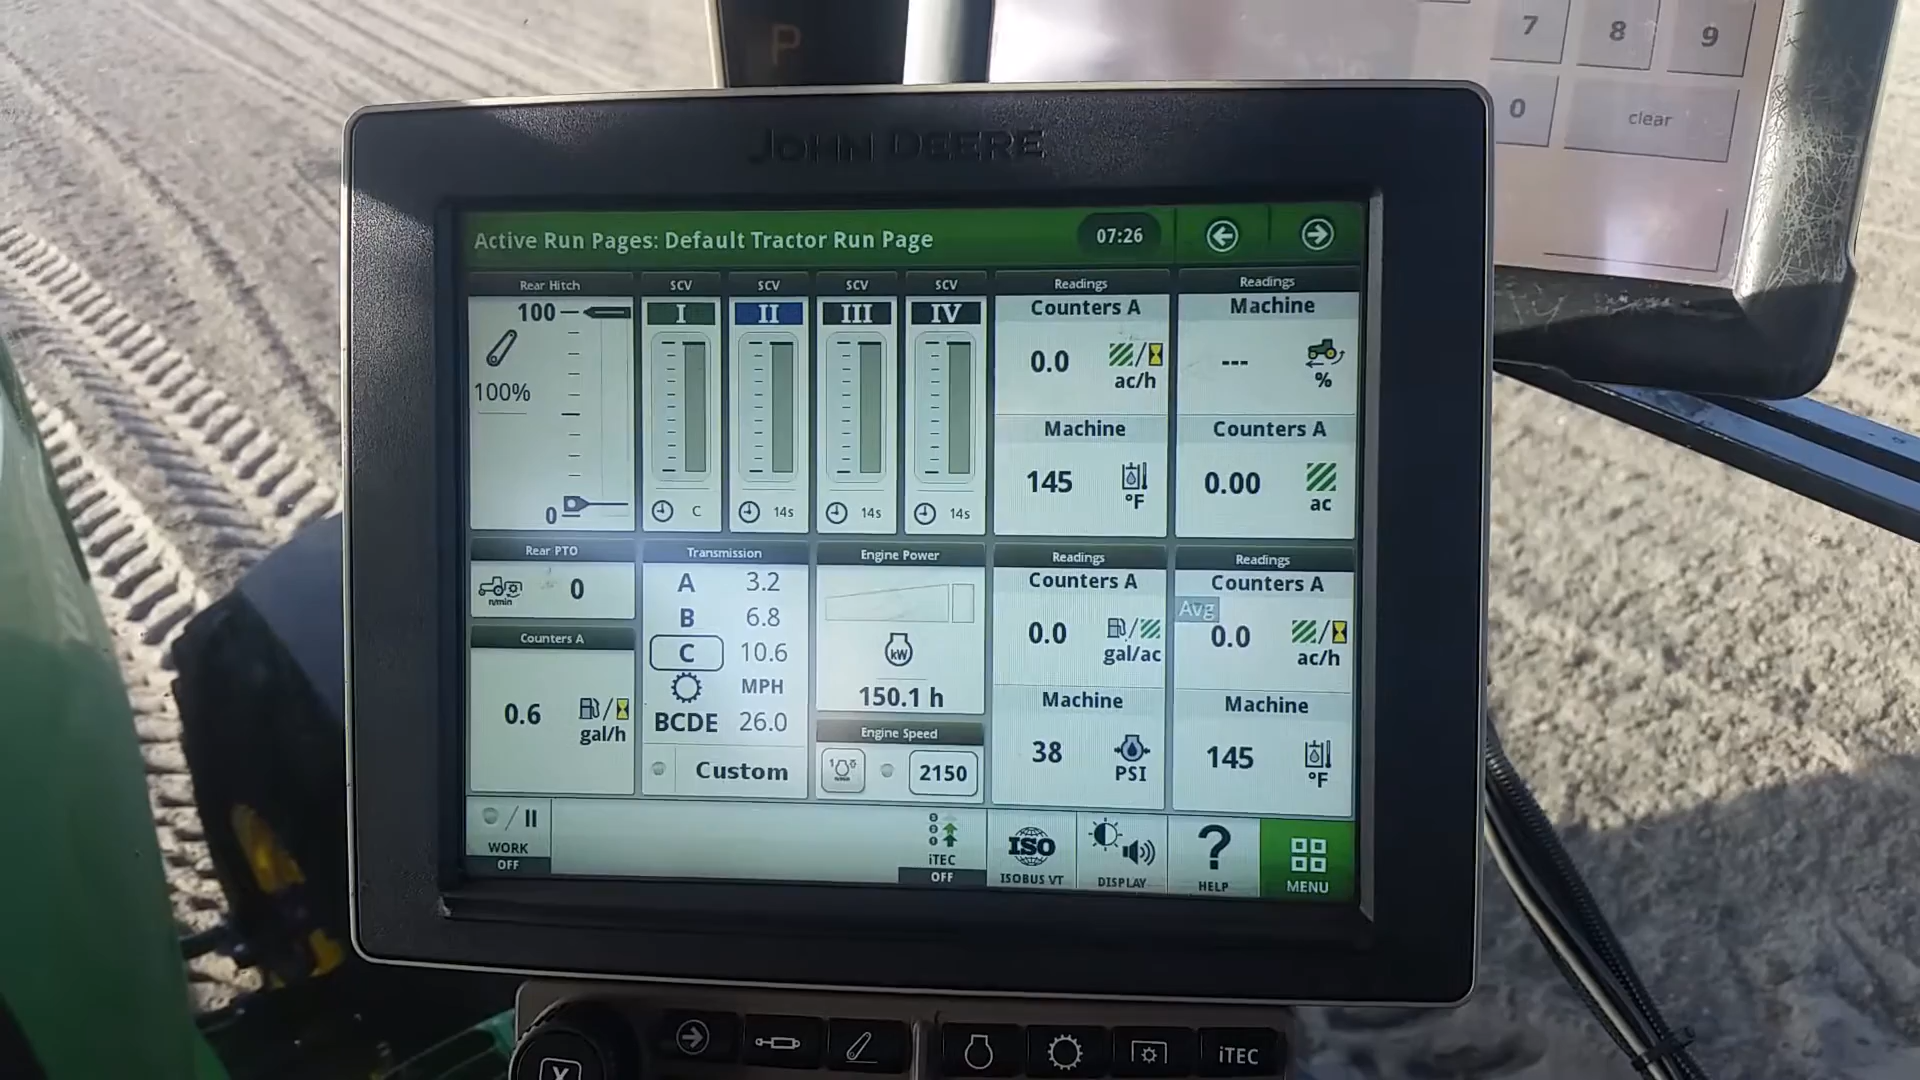 P
7 8 9
0 clear
JOHN DEERE
Active Run Pages: Default Tractor Run Page 07:26
Rear Hitch
100
100%
0
SCV
I
C
SCV
II
14s
SCV
III
14s
SCV
IV
14s
Readings
Counters A
0.0 ac/h
Machine
145 °F
Readings
Machine
--- %
Counters A
0.00 ac
Rear PTO
n/min 0
Counters A
0.6 gal/h
Transmission
A 3.2
B 6.8
C 10.6
MPH
BCDE 26.0
Custom
Engine Power
kW
150.1 h
Engine Speed
2150
Readings
Counters A
0.0 gal/ac
Machine
38 PSI
Readings
Counters A
Avg
0.0 ac/h
Machine
145 °F
WORK
OFF
iTEC
OFF
ISO
ISOBUS VT
DISPLAY
?
HELP
MENU
X
iTEC